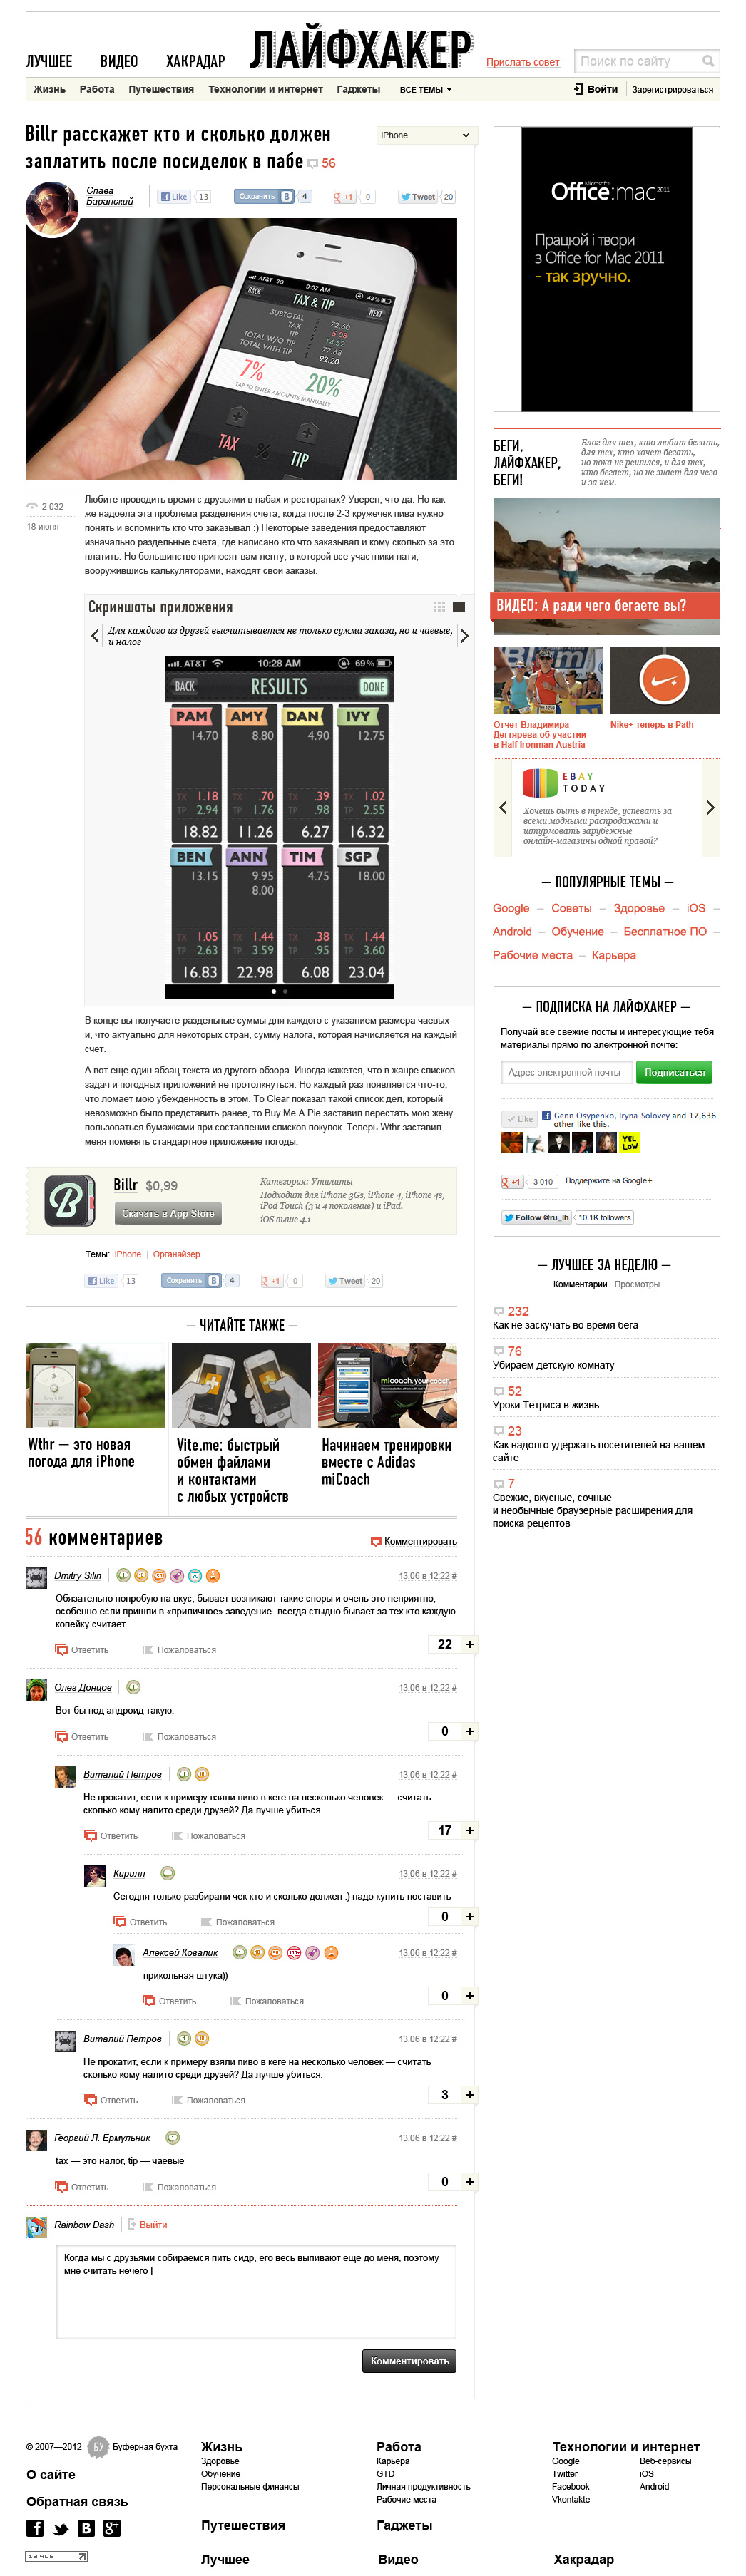 ЛУЧШЕЕ ВИДЕО ХАКРАДАР ЛАЙФХАКЕР Прислать совет Поиск по сайту
Жизнь Работа Путешествия Технологии и интернет Гаджеты ВСЕ ТЕМЫ Войти Зарегистрироваться
Billr расскажет кто и сколько должен
заплатить после посиделок в пабе 56
iPhone
Слава
Баранский
Like 13 Сохранить B 4 g +1 0 Tweet 20
AT&T 3G 9:07 AM 43%
BACK TAX & TIP NEXT
SUBTOTAL 72.60
TAX 5.08
TOTAL WITH TAX 77.68
TIP 14.52
TOTAL W/TIP 92.20
7% 20%
TAP TO ENTER AMOUNTS MANUALLY
TAX % TIP
2 032
18 июня
Любите проводить время с друзьями в пабах и ресторанах? Уверен, что да. Но как
же надоела эта проблема разделения счета, когда после 2-3 кружечек пива нужно
понять и вспомнить кто что заказывал :) Некоторые заведения предоставляют
изначально раздельные счета, где написано кто что заказывал и кому сколько за это
платить. Но большинство приносят вам ленту, в которой все участники пати,
вооружившись калькуляторами, находят свои заказы.
Скриншоты приложения
Для каждого из друзей высчитывается не только сумма заказа, но и чаевые,
и налог
AT&T 10:28 AM 69%
BACK RESULTS DONE
PAM AMY DAN IVY
14.70 8.80 4.90 12.75
TX 1.18 TX .70 TX .39 TX 1.02
TP 2.94 TP 1.76 TP .98 TP 2.55
18.82 11.26 6.27 16.32
BEN ANN TIM SGP
13.15 9.95 4.75 18.00
8.00
TX 1.05 TX 1.44 TX .38 TX 1.44
TP 2.63 TP 3.59 TP .95 TP 3.60
16.83 22.98 6.08 23.04
В конце вы получаете раздельные суммы для каждого с указанием размера чаевых
и, что актуально для некоторых стран, сумму налога, которая начисляется на каждый
счет.
А вот еще один абзац текста из другого обзора. Иногда кажется, что в жанре списков
задач и погодных приложений не протолкнуться. Но каждый раз появляется что-то,
что ломает мою убежденность в этом. То Clear показал такой список дел, который
невозможно было представить ранее, то Buy Me A Pie заставил перестать мою жену
пользоваться бумажками при составлении списков покупок. Теперь Wthr заставил
меня поменять стандартное приложение погоды.
Billr $0,99
Скачать в App Store
Категория: Утилиты
Подходит для iPhone 3Gs, iPhone 4, iPhone 4s,
iPod Touch (3 и 4 поколение) и iPad.
iOS выше 4.1
Темы: iPhone | Органайзер
Like 13 Сохранить B 4 g +1 0 Tweet 20
— ЧИТАЙТЕ ТАКЖЕ —
micoach, your coach.
Wthr — это новая
погода для iPhone
Vite.me: быстрый
обмен файлами
и контактами
с любых устройств
Начинаем тренировки
вместе с Adidas
miCoach
56 комментариев Комментировать
Dmitry Silin 13.06 в 12:22 #
Обязательно попробую на вкус, бывает возникают такие споры и очень это неприятно,
особенно если пришли в «приличное» заведение- всегда стыдно бывает за тех кто каждую
копейку считает.
Ответить Пожаловаться 22 +
Олег Донцов 13.06 в 12:22 #
Вот бы под андроид такую.
Ответить Пожаловаться 0 +
Виталий Петров 13.06 в 12:22 #
Не прокатит, если к примеру взяли пиво в кеге на несколько человек — считать
сколько кому налито среди друзей? Да лучше убиться.
Ответить Пожаловаться 17 +
Кирилл 13.06 в 12:22 #
Сегодня только разбирали чек кто и сколько должен :) надо купить поставить
Ответить Пожаловаться 0 +
Алексей Ковалик 13.06 в 12:22 #
прикольная штука))
Ответить Пожаловаться 0 +
Виталий Петров 13.06 в 12:22 #
Не прокатит, если к примеру взяли пиво в кеге на несколько человек — считать
сколько кому налито среди друзей? Да лучше убиться.
Ответить Пожаловаться 3 +
Георгий Л. Ермульник 13.06 в 12:22 #
tax — это налог, tip — чаевые
Ответить Пожаловаться 0 +
Rainbow Dash Выйти
Когда мы с друзьями собираемся пить сидр, его весь выпивают еще до меня, поэтому
мне считать нечего |
Комментировать
Microsoft
Office:mac 2011
Працюй і твори
з Office for Mac 2011
- так зручно.
БЕГИ,
ЛАЙФХАКЕР,
БЕГИ!
Блог для тех, кто любит бегать,
для тех, кто хочет бегать,
но пока не решился, и для тех,
кто бегает, но не знает для чего
и за кем.
ВИДЕО: А ради чего бегаете вы?
Отчет Владимира
Дегтярева об участии
в Half Ironman Austria
Nike+ теперь в Path
EBAY
TODAY
Хочешь быть в тренде, успевать за
всеми модными распродажами и
штурмовать зарубежные
онлайн-магазины одной правой?
— ПОПУЛЯРНЫЕ ТЕМЫ —
Google — Советы — Здоровье — iOS —
Android — Обучение — Бесплатное ПО —
Рабочие места — Карьера
— ПОДПИСКА НА ЛАЙФХАКЕР —
Получай все свежие посты и интересующие тебя
материалы прямо по электронной почте:
Адрес электронной почты Подписаться
Like Genn Osypenko, Iryna Solovey and 17,636
other like this.
YEL
LOW
g +1 3 010 Поддержите на Google+
Follow @ru_lh 10.1K followers
— ЛУЧШЕЕ ЗА НЕДЕЛЮ —
Комментарии Просмотры
232
Как не заскучать во время бега
76
Убираем детскую комнату
52
Уроки Тетриса в жизнь
23
Как надолго удержать посетителей на вашем
сайте
7
Свежие, вкусные, сочные
и необычные браузерные расширения для
поиска рецептов
© 2007—2012 БУ Буферная бухта
О сайте
Обратная связь
18 ЧОВ
Жизнь
Здоровье
Обучение
Персональные финансы
Путешествия
Лучшее
Работа
Карьера
GTD
Личная продуктивность
Рабочие места
Гаджеты
Видео
Технологии и интернет
Google Веб-сервисы
Twitter iOS
Facebook Android
Vkontakte
Хакрадар